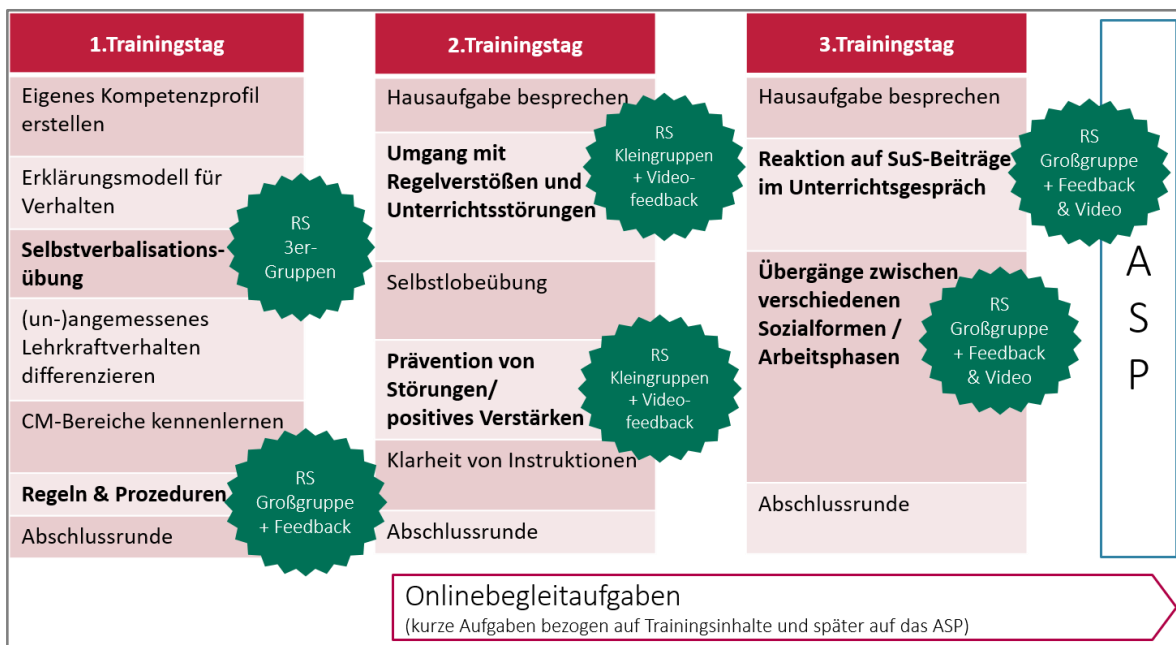 1.Trainingstag
Eigenes Kompetenzprofil
erstellen
Erklärungsmodell für
Verhalten
Selbstverbalisations-
übung
(un-)angemessenes
Lehrkraftverhalten
differenzieren
CM-Bereiche kennenlernen
Regeln & Prozeduren
Abschlussrunde
RS
3er-
Gruppen
RS
Großgruppe
+ Feedback
2.Trainingstag
Hausaufgabe besprechen
Umgang mit
Regelverstößen und
Unterrichtsstörungen
Selbstlobeübung
Prävention von
Störungen/
positives Verstärken
Klarheit von Instruktionen
Abschlussrunde
RS
Kleingruppen
+ Video-
feedback
RS
Kleingruppen
+ Video-
feedback
3.Trainingstag
Hausaufgabe besprechen
Reaktion auf SuS-Beiträge
im Unterrichtsgespräch
Übergänge zwischen
verschiedenen
Sozialformen /
Arbeitsphasen
Abschlussrunde
RS
Großgruppe
+ Feedback
& Video
RS
Großgruppe
+ Feedback
& Video
A
S
P
Onlinebegleitaufgaben
(kurze Aufgaben bezogen auf Trainingsinhalte und später auf das ASP)